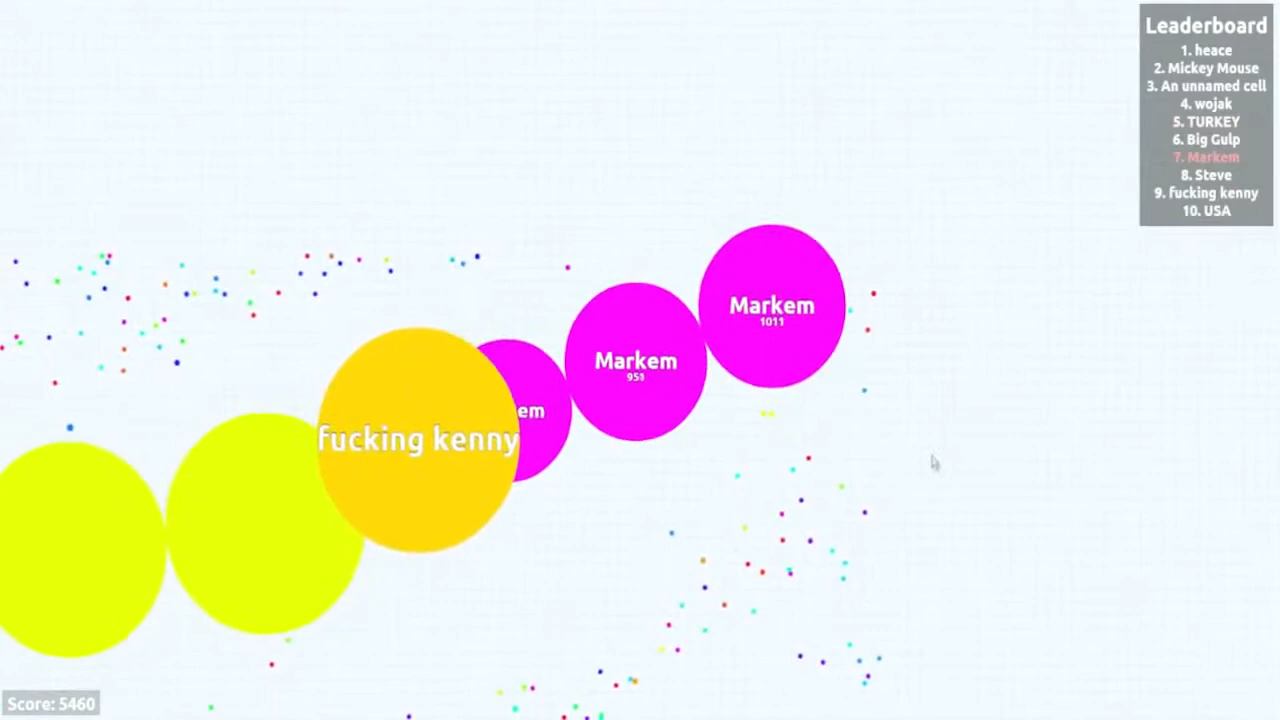 Leaderboard
1. heace
2. Mickey Mouse
3. An unnamed cell
4. wojak
5. TURKEY
6. Big Gulp
7. Markem
8. Steve
9. fucking kenny
10. USA
Markem
1011
Markem
em
fucking kenny
Score: 5460